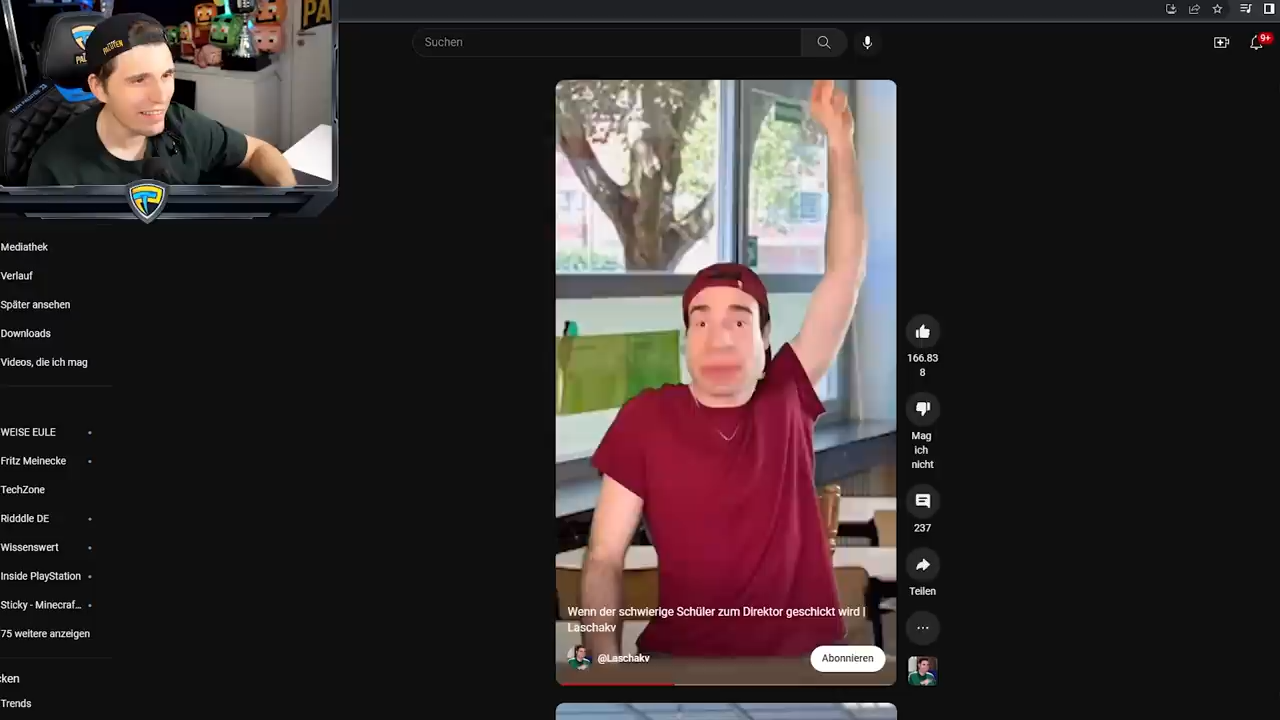 PA
PALUTEN
Suchen
9+
Mediathek
Verlauf
Später ansehen
Downloads
Videos, die ich mag
WEISE EULE
Fritz Meinecke
TechZone
Ridddle DE
Wissenswert
Inside PlayStation
Sticky - Minecraf...
75 weitere anzeigen
cken
Trends
166.83
8
Mag
ich
nicht
237
Teilen
Wenn der schwierige Schüler zum Direktor geschickt wird |
Laschakv
@Laschakv
Abonnieren